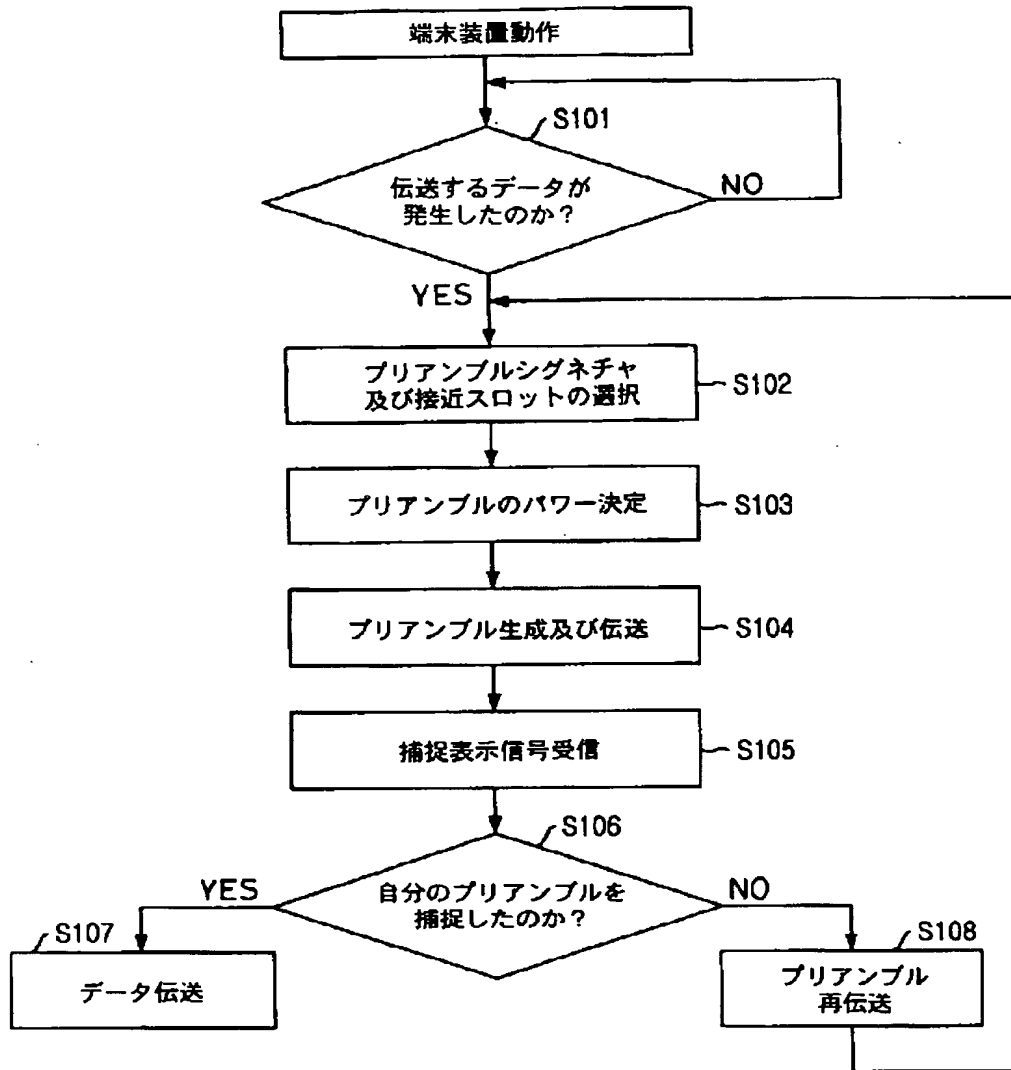 端末装置動作
S101
伝送するデータが
発生したのか？
NO
YES
プリアンブルシグネチャ
及び接近スロットの選択
S102
プリアンブルのパワー決定
S103
プリアンブル生成及び伝送
S104
捕捉表示信号受信
S105
S106
自分のプリアンブルを
捕捉したのか？
YES
NO
S107
データ伝送
S108
プリアンブル
再伝送